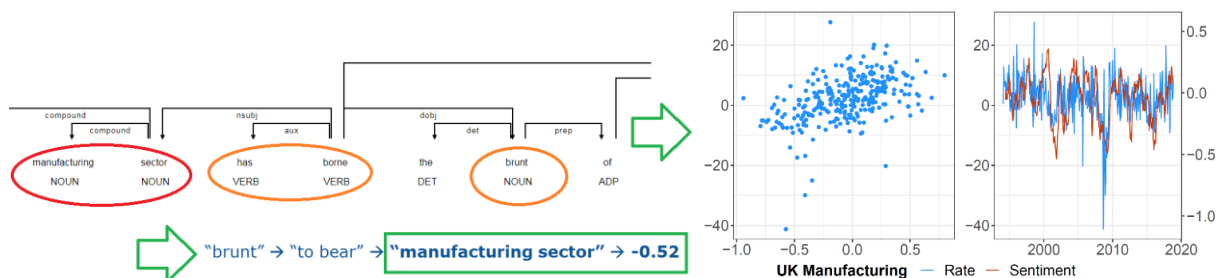 compound nsubj dobj
compound aux det prep
manufacturing sector has borne the brunt of
NOUN NOUN VERB VERB DET NOUN ADP
“brunt” → “to bear” → “manufacturing sector” → -0.52
20
0
−20
−40
−1.0 −0.5 0.0 0.5
20
0
−20
−40
0.5
0.0
−0.5
−1.0
2000 2010 2020
UK Manufacturing — Rate — Sentiment